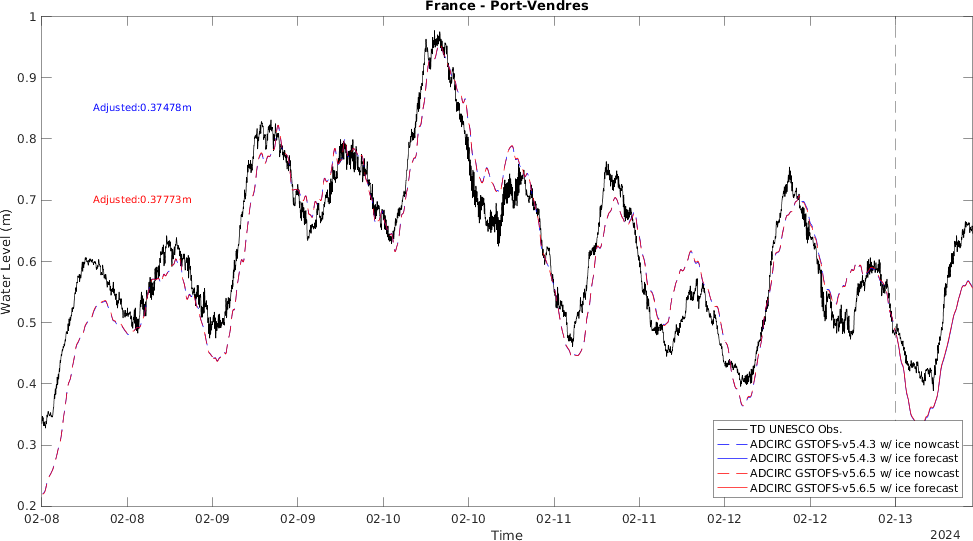 France - Port-Vendres
1
0.9
0.8
0.7
0.6
0.5
0.4
0.3
0.2
Water Level (m)
Adjusted:0.37478m
Adjusted:0.37773m
TD UNESCO Obs.
ADCIRC GSTOFS-v5.4.3 w/ ice nowcast
ADCIRC GSTOFS-v5.4.3 w/ ice forecast
ADCIRC GSTOFS-v5.6.5 w/ ice nowcast
ADCIRC GSTOFS-v5.6.5 w/ ice forecast
02-08 02-08 02-09 02-09 02-10 02-10 02-11 02-11 02-12 02-12 02-13
Time
2024